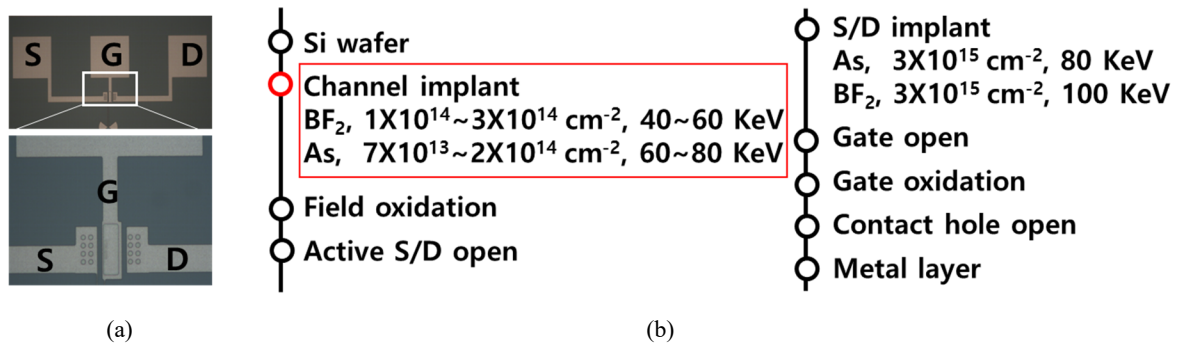 S G D
G
S D
(a)
Si wafer
Channel implant
BF₂, 1X10¹⁴~3X10¹⁴ cm⁻², 40~60 KeV
As, 7X10¹³~2X10¹⁴ cm⁻², 60~80 KeV
Field oxidation
Active S/D open
S/D implant
As, 3X10¹⁵ cm⁻², 80 KeV
BF₂, 3X10¹⁵ cm⁻², 100 KeV
Gate open
Gate oxidation
Contact hole open
Metal layer
(b)